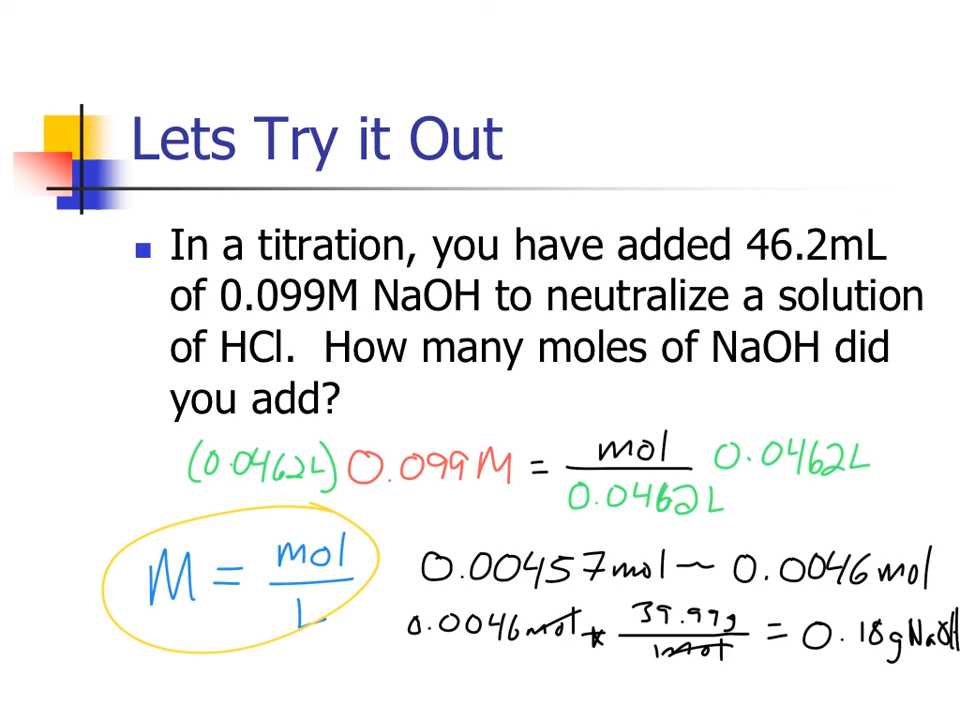 Lets Try it Out
In a titration, you have added 46.2mL
of 0.099M NaOH to neutralize a solution
of HCl. How many moles of NaOH did
you add?
(0.0462L) 0.099M = mol / 0.0462L 0.0462L
M = mol / L
0.00457mol ~ 0.0046mol
0.0046mol * 39.99g / 1mol = 0.18gNaOH